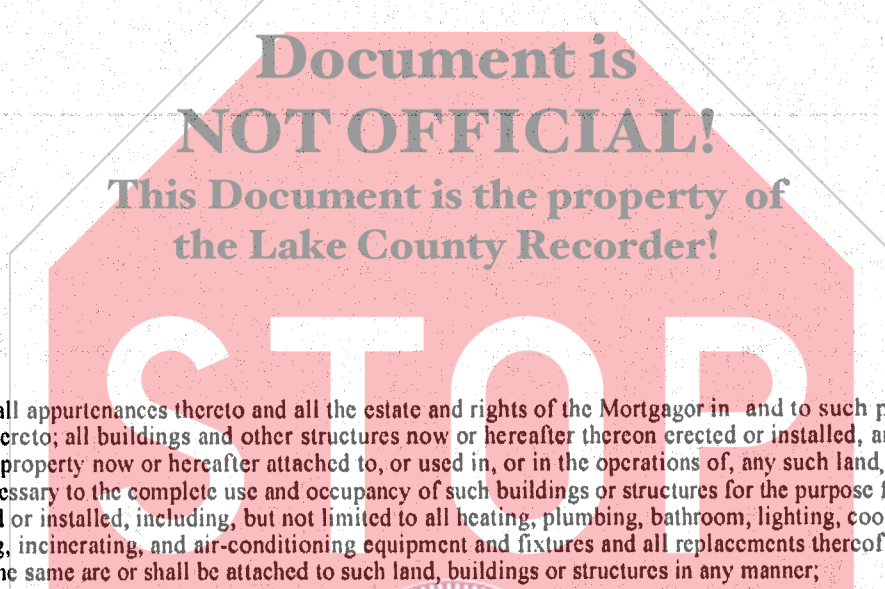 Document is
NOT OFFICIAL!
This Document is the property of
the Lake County Recorder!
STOP
all appurtenances thereto and all the estate and rights of the Mortgagor in and to such
all buildings and other structures now or hereafter thereon erected or installed,
property now or hereafter attached to, or used in, or in the operations of, any such land,
to the complete use and occupancy of such buildings or structures for the purpose
or installed, including, but not limited to all heating, plumbing, bathroom, lighting,
incinerating, and air-conditioning equipment and fixtures and all replacements thereof
same are or shall be attached to such land, buildings or structures in any manner;